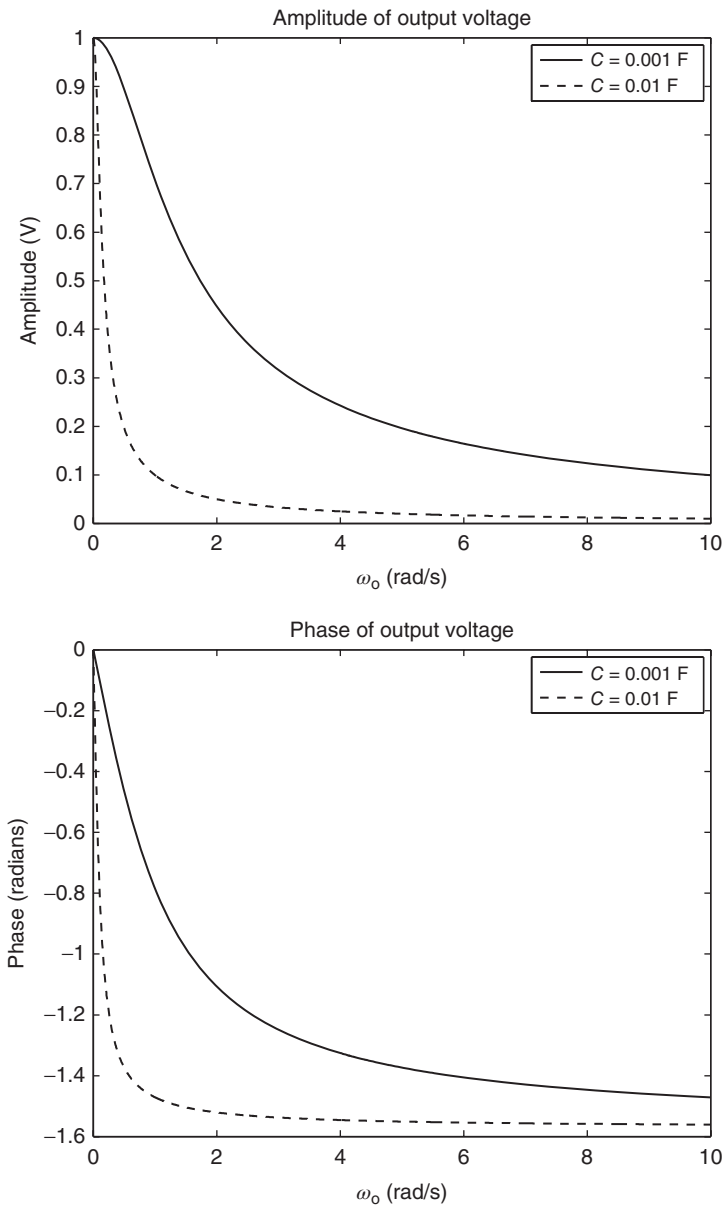 Amplitude of output voltage
C = 0.001 F
C = 0.01 F
1
0.9
0.8
0.7
0.6
0.5
0.4
0.3
0.2
0.1
0
Amplitude (V)
0 2 4 6 8 10
ωo (rad/s)
Phase of output voltage
C = 0.001 F
C = 0.01 F
0
−0.2
−0.4
−0.6
−0.8
−1
−1.2
−1.4
−1.6
Phase (radians)
0 2 4 6 8 10
ωo (rad/s)